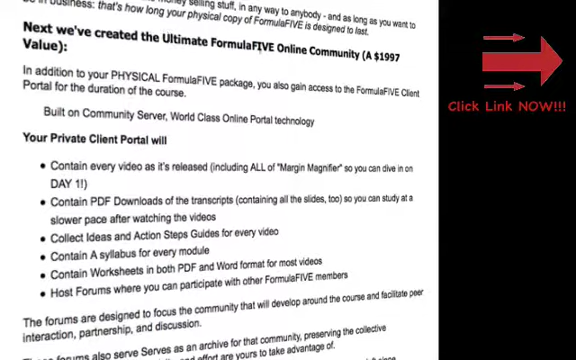 selling stuff, in any way to anybody - and as long as you want
in business: that's how long your physical copy of FormulaFIVE is designed to last.
Next we've created the Ultimate FormulaFIVE Online Community (A $1997
Value):
In addition to your PHYSICAL FormulaFIVE package, you also gain access to the FormulaFIVE Client
Portal for the duration of the course.
Built on Community Server, World Class Online Portal technology
Your Private Client Portal will
• Contain every video as it's released (including ALL of "Margin Magnifier" so you can dive in on
DAY 1!)
• Contain PDF Downloads of the transcripts (containing all the slides, too) so you can study at a
slower pace after watching the videos
• Collect Ideas and Action Steps Guides for every video
• Contain A syllabus for every module
• Contain Worksheets in both PDF and Word format for most videos
• Host Forums where you can participate with other FormulaFIVE members
The forums are designed to focus the community that will develop around the course and facilitate peer
interaction, partnership, and discussion.
forums also serve Serves as an archive for that community, preserving the collective
and effort are yours to take advantage of.
Click Link NOW!!!